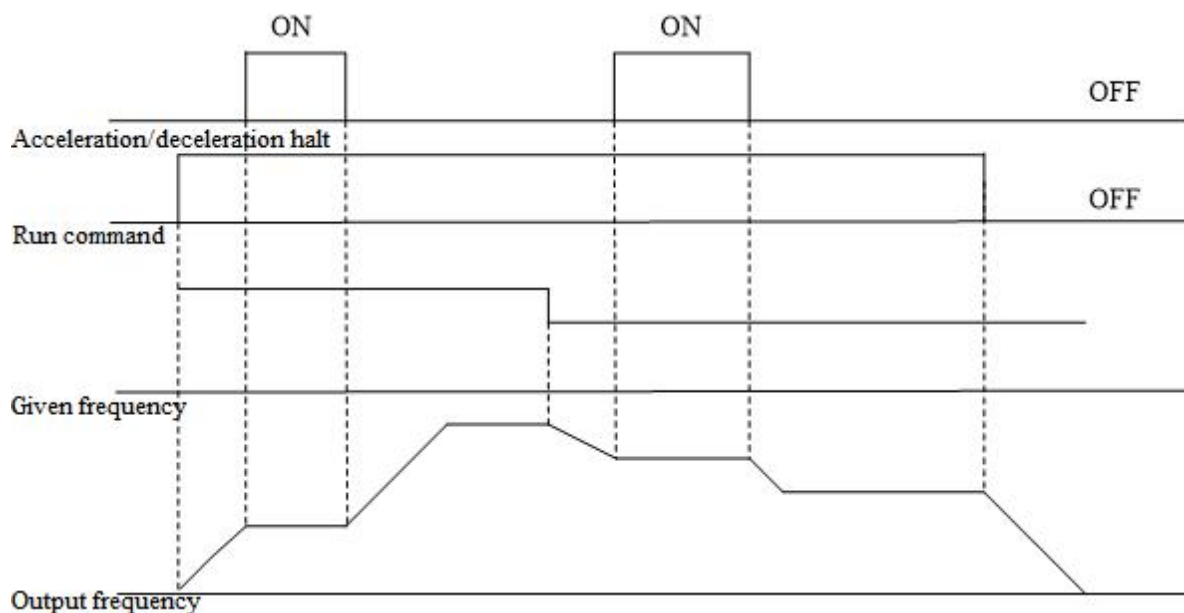 ON ON
OFF
Acceleration/deceleration halt
OFF
Run command
Given frequency
Output frequency